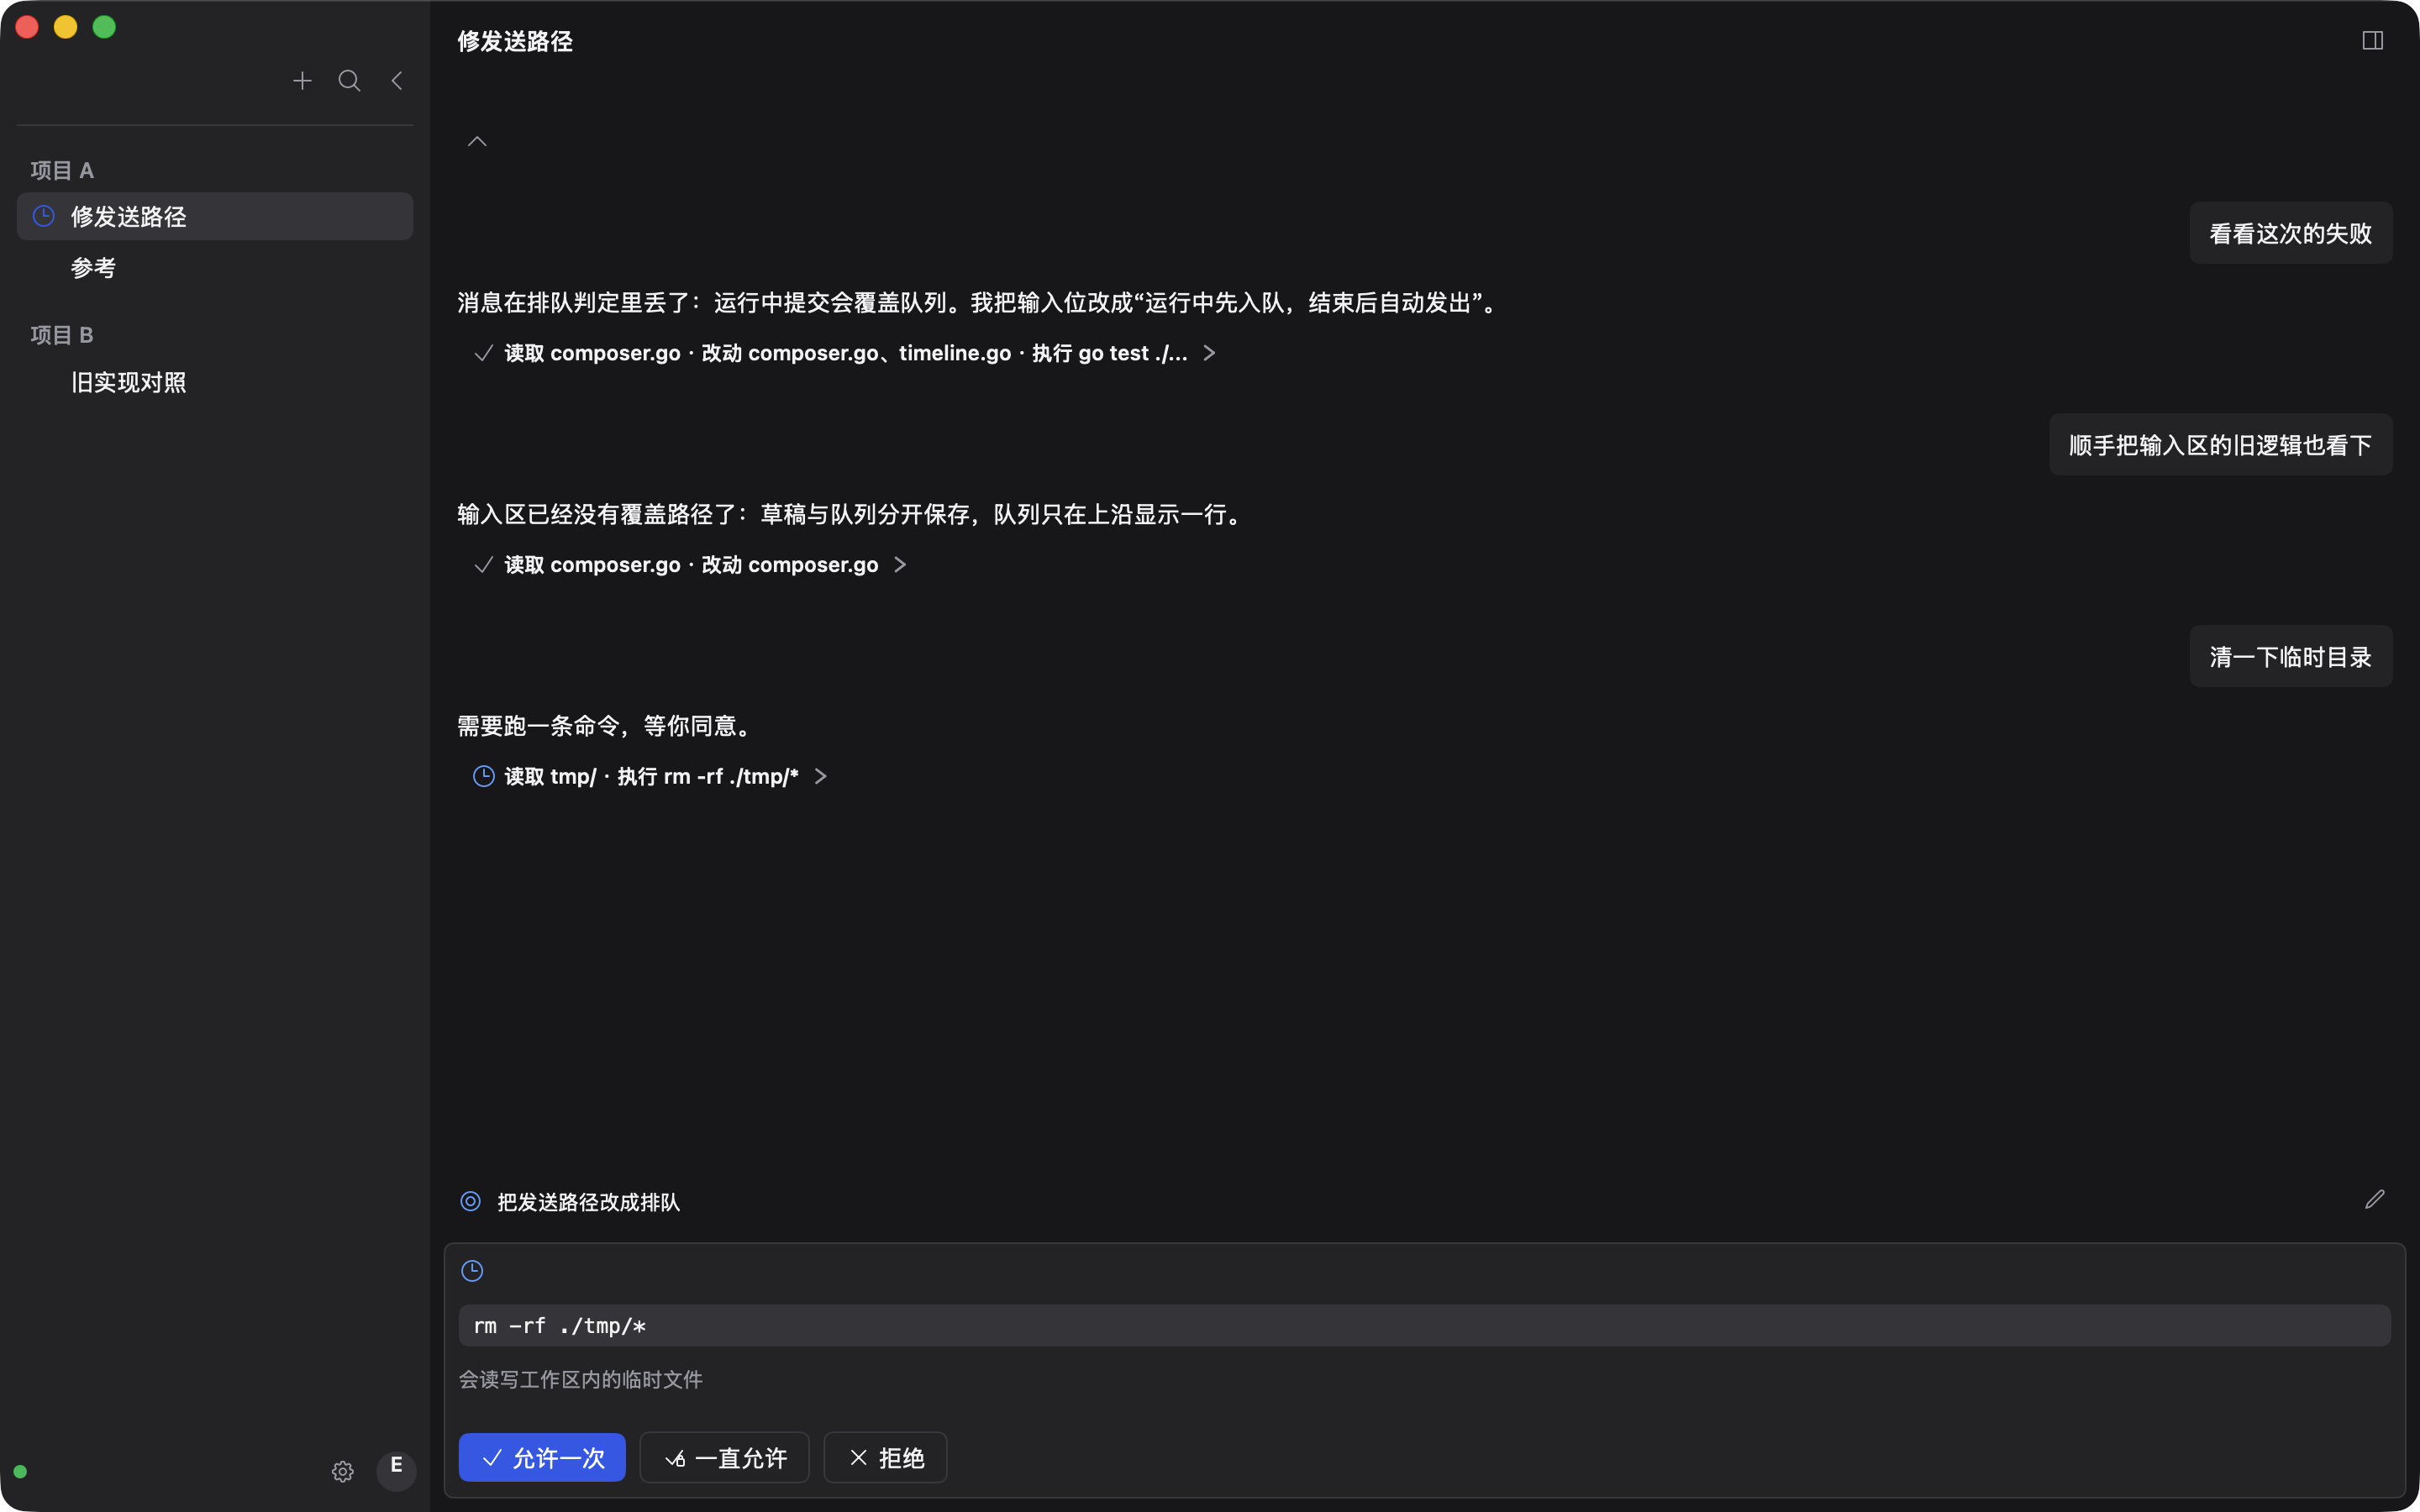 修发送路径
项目 A
修发送路径
参考
项目 B
旧实现对照
看看这次的失败
消息在排队判定里丢了：运行中提交会覆盖队列。我把输入位改成“运行中先入队，结束后自动发出”。
读取 composer.go · 改动 composer.go、timeline.go · 执行 go test ./...
顺手把输入区的旧逻辑也看下
输入区已经没有覆盖路径了：草稿与队列分开保存，队列只在上沿显示一行。
读取 composer.go · 改动 composer.go
清一下临时目录
需要跑一条命令，等你同意。
读取 tmp/ · 执行 rm -rf ./tmp/*
把发送路径改成排队
rm -rf ./tmp/*
会读写工作区内的临时文件
允许一次
一直允许
拒绝
E